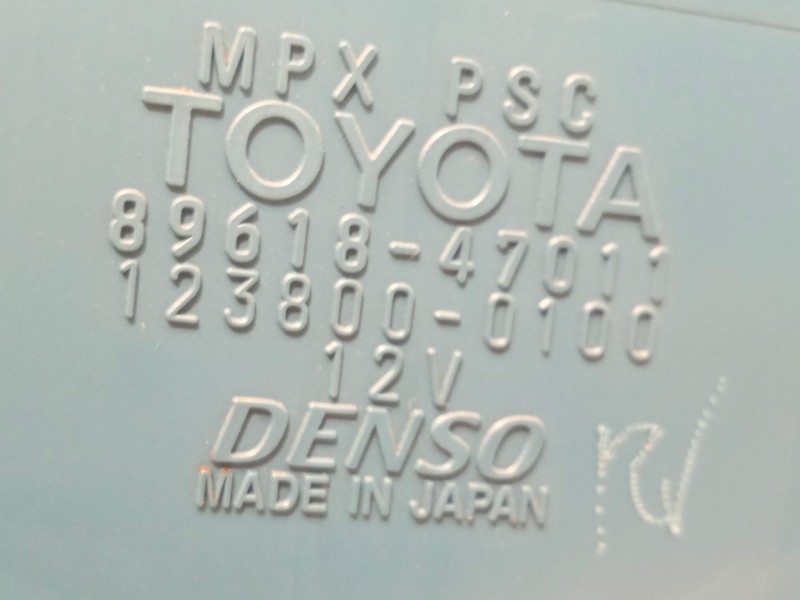 MPX PSC
TOYOTA
89618-47011
123800-0100
12V
DENSO
MADE IN JAPAN